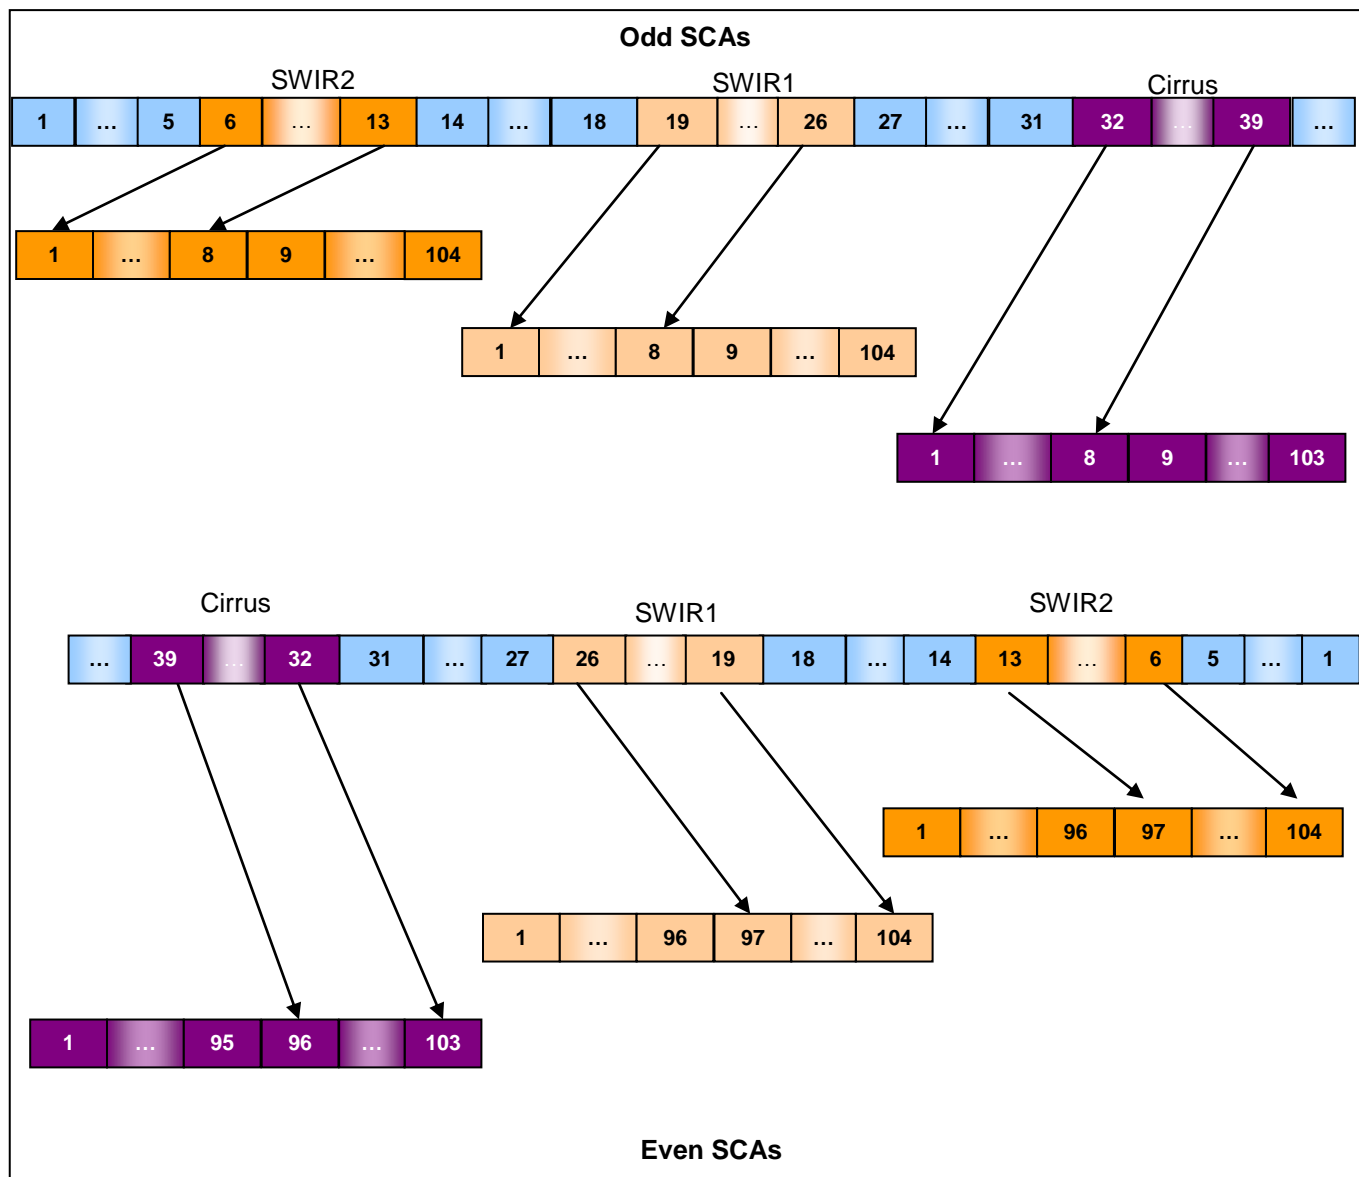 Odd SCAs
SWIR2 SWIR1 Cirrus
1 ... 5 6 ... 13 14 ... 18 19 ... 26 27 ... 31 32 ... 39 ...
1 ... 8 9 ... 104
1 ... 8 9 ... 104
1 ... 8 9 ... 103
Cirrus SWIR1 SWIR2
... 39 ... 32 31 ... 27 26 ... 19 18 ... 14 13 ... 6 5 ... 1
1 ... 96 97 ... 104
1 ... 96 97 ... 104
1 ... 95 96 ... 103
Even SCAs